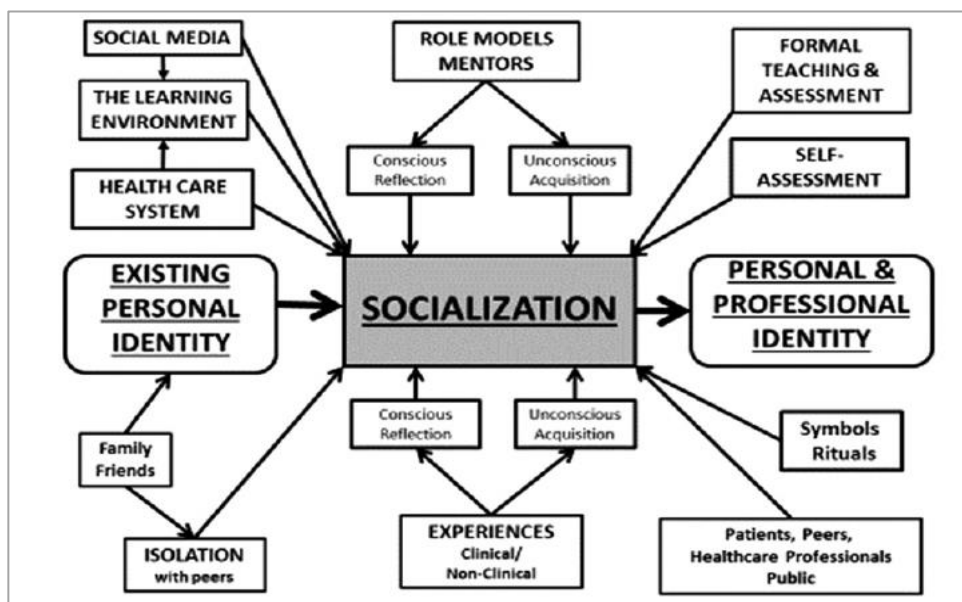 SOCIAL MEDIA
THE LEARNING
ENVIRONMENT
HEALTH CARE
SYSTEM
ROLE MODELS
MENTORS
Conscious
Reflection
Unconscious
Acquisition
FORMAL
TEACHING &
ASSESSMENT
SELF-
ASSESSMENT
EXISTING
PERSONAL
IDENTITY
SOCIALIZATION
PERSONAL &
PROFESSIONAL
IDENTITY
Family
Friends
ISOLATION
with peers
Conscious
Reflection
Unconscious
Acquisition
EXPERIENCES
Clinical/
Non-Clinical
Symbols
Rituals
Patients, Peers,
Healthcare Professionals
Public